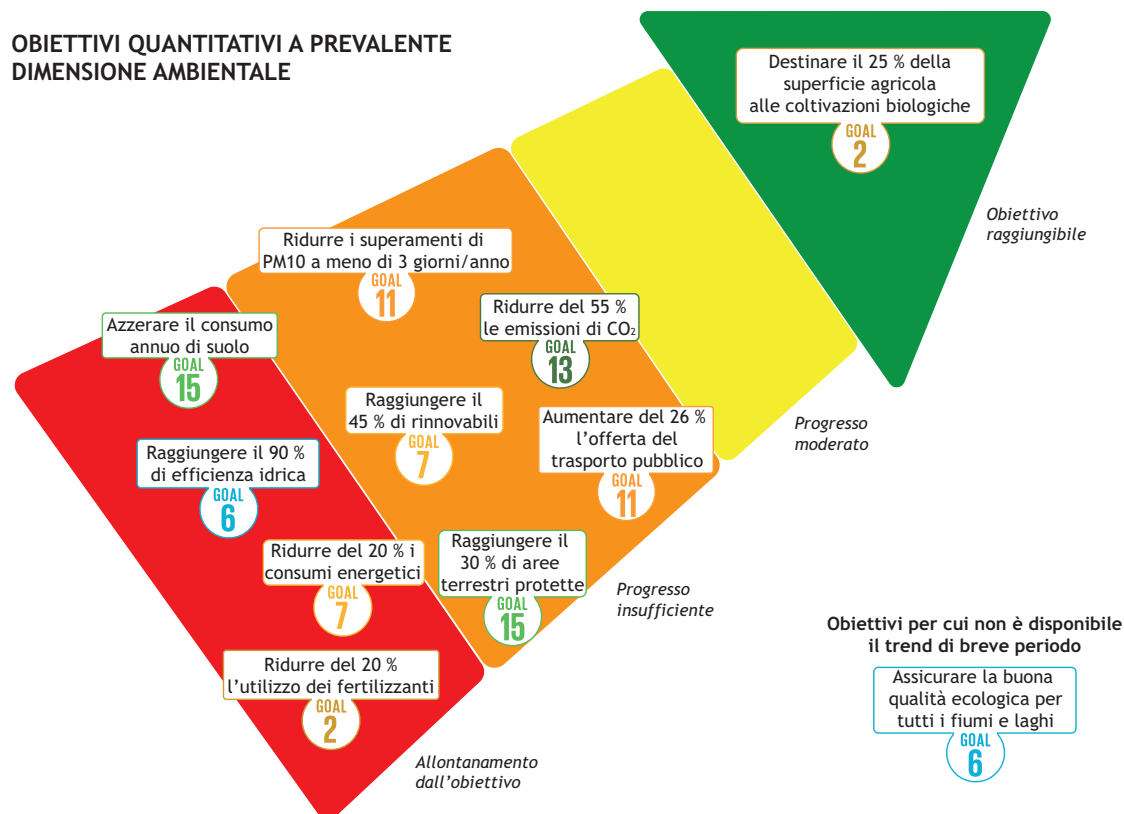 OBIETTIVI QUANTITATIVI A PREVALENTE
DIMENSIONE AMBIENTALE
Destinare il 25 % della
superficie agricola
alle coltivazioni biologiche
GOAL
2
Obiettivo
raggiungibile
Progresso
moderato
Ridurre i superamenti di
PM10 a meno di 3 giorni/anno
GOAL
11
Ridurre del 55 %
le emissioni di CO₂
GOAL
13
Raggiungere il
45 % di rinnovabili
GOAL
7
Aumentare del 26 %
l’offerta del
trasporto pubblico
GOAL
11
Raggiungere il
30 % di aree
terrestri protette
GOAL
15
Progresso
insufficiente
Azzerare il consumo
annuo di suolo
GOAL
15
Raggiungere il 90 %
di efficienza idrica
GOAL
6
Ridurre del 20 % i
consumi energetici
GOAL
7
Ridurre del 20 %
l’utilizzo dei fertilizzanti
GOAL
2
Allontanamento
dall’obiettivo
Obiettivi per cui non è disponibile
il trend di breve periodo
Assicurare la buona
qualità ecologica per
tutti i fiumi e laghi
GOAL
6